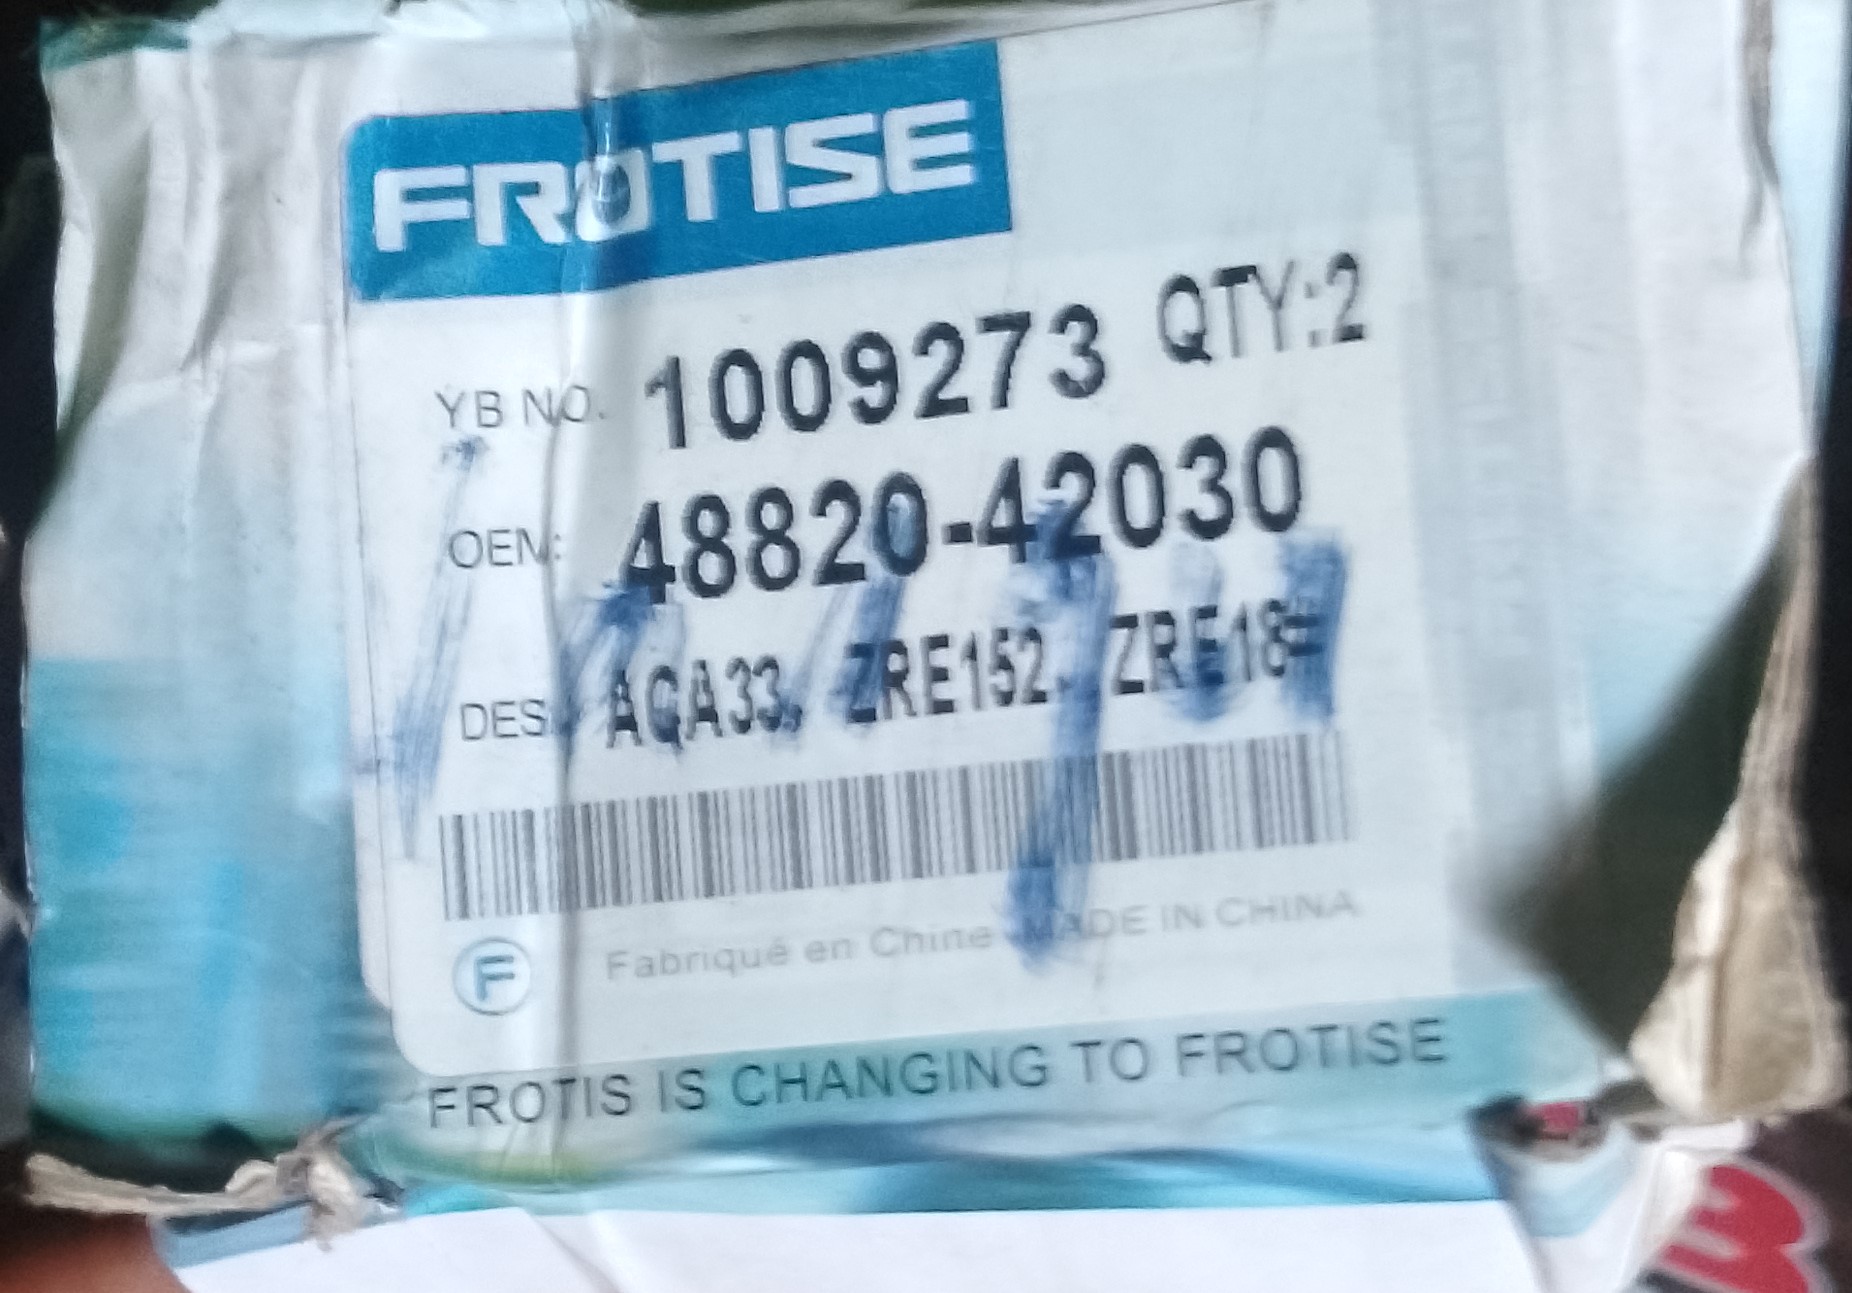 FROTISE
YB NO. 1009273 QTY:2
OEN: 48820-42030
DES. ACA33, ZRE152, ZRE18#
F Fabriqué en Chine MADE IN CHINA
FROTIS IS CHANGING TO FROTISE